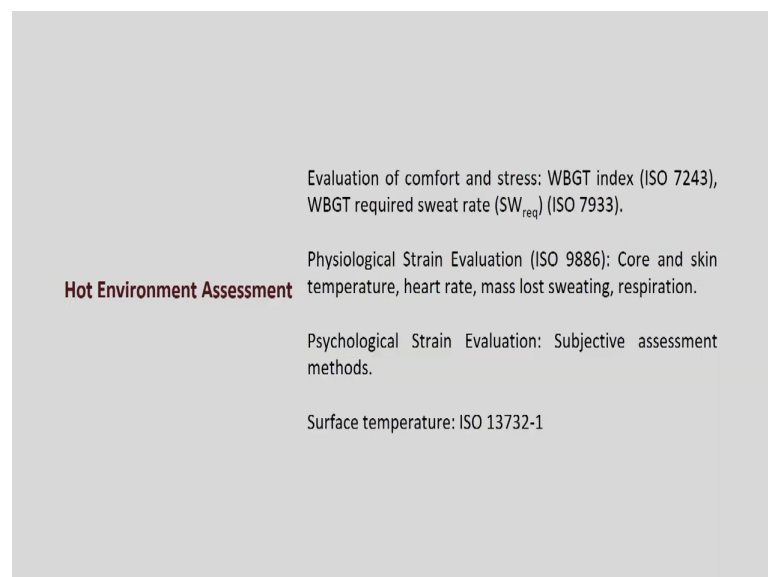 Evaluation of comfort and stress: WBGT index (ISO 7243),
WBGT required sweat rate (SWreq) (ISO 7933).
Physiological Strain Evaluation (ISO 9886): Core and skin
Hot Environment Assessment
temperature, heart rate, mass lost sweating, respiration.
Psychological Strain Evaluation: Subjective assessment
methods.
Surface temperature: ISO 13732-1